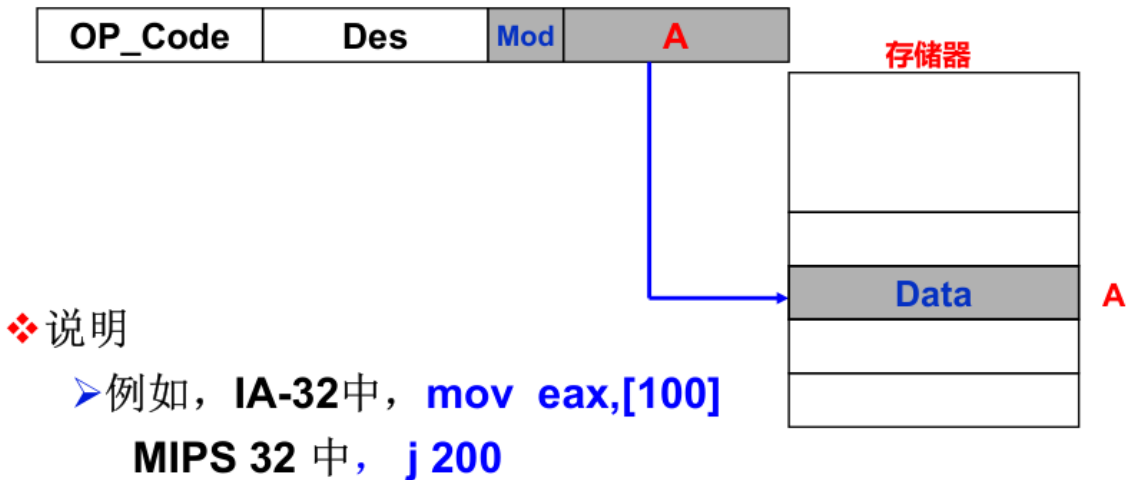 OP_Code Des Mod A
存储器
Data A
❖说明
➢例如，IA-32中，mov eax,[100]
MIPS 32 中， j 200